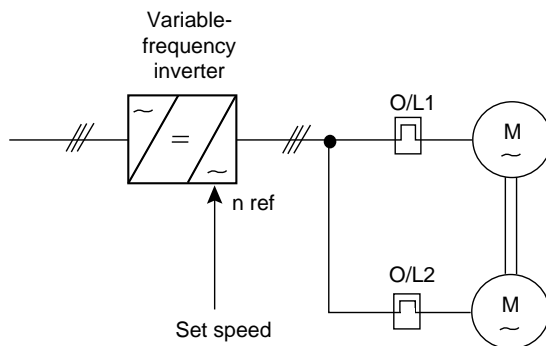 Variable-
frequency
inverter
~
=
~
n ref
Set speed
O/L1
M
~
O/L2
M
~